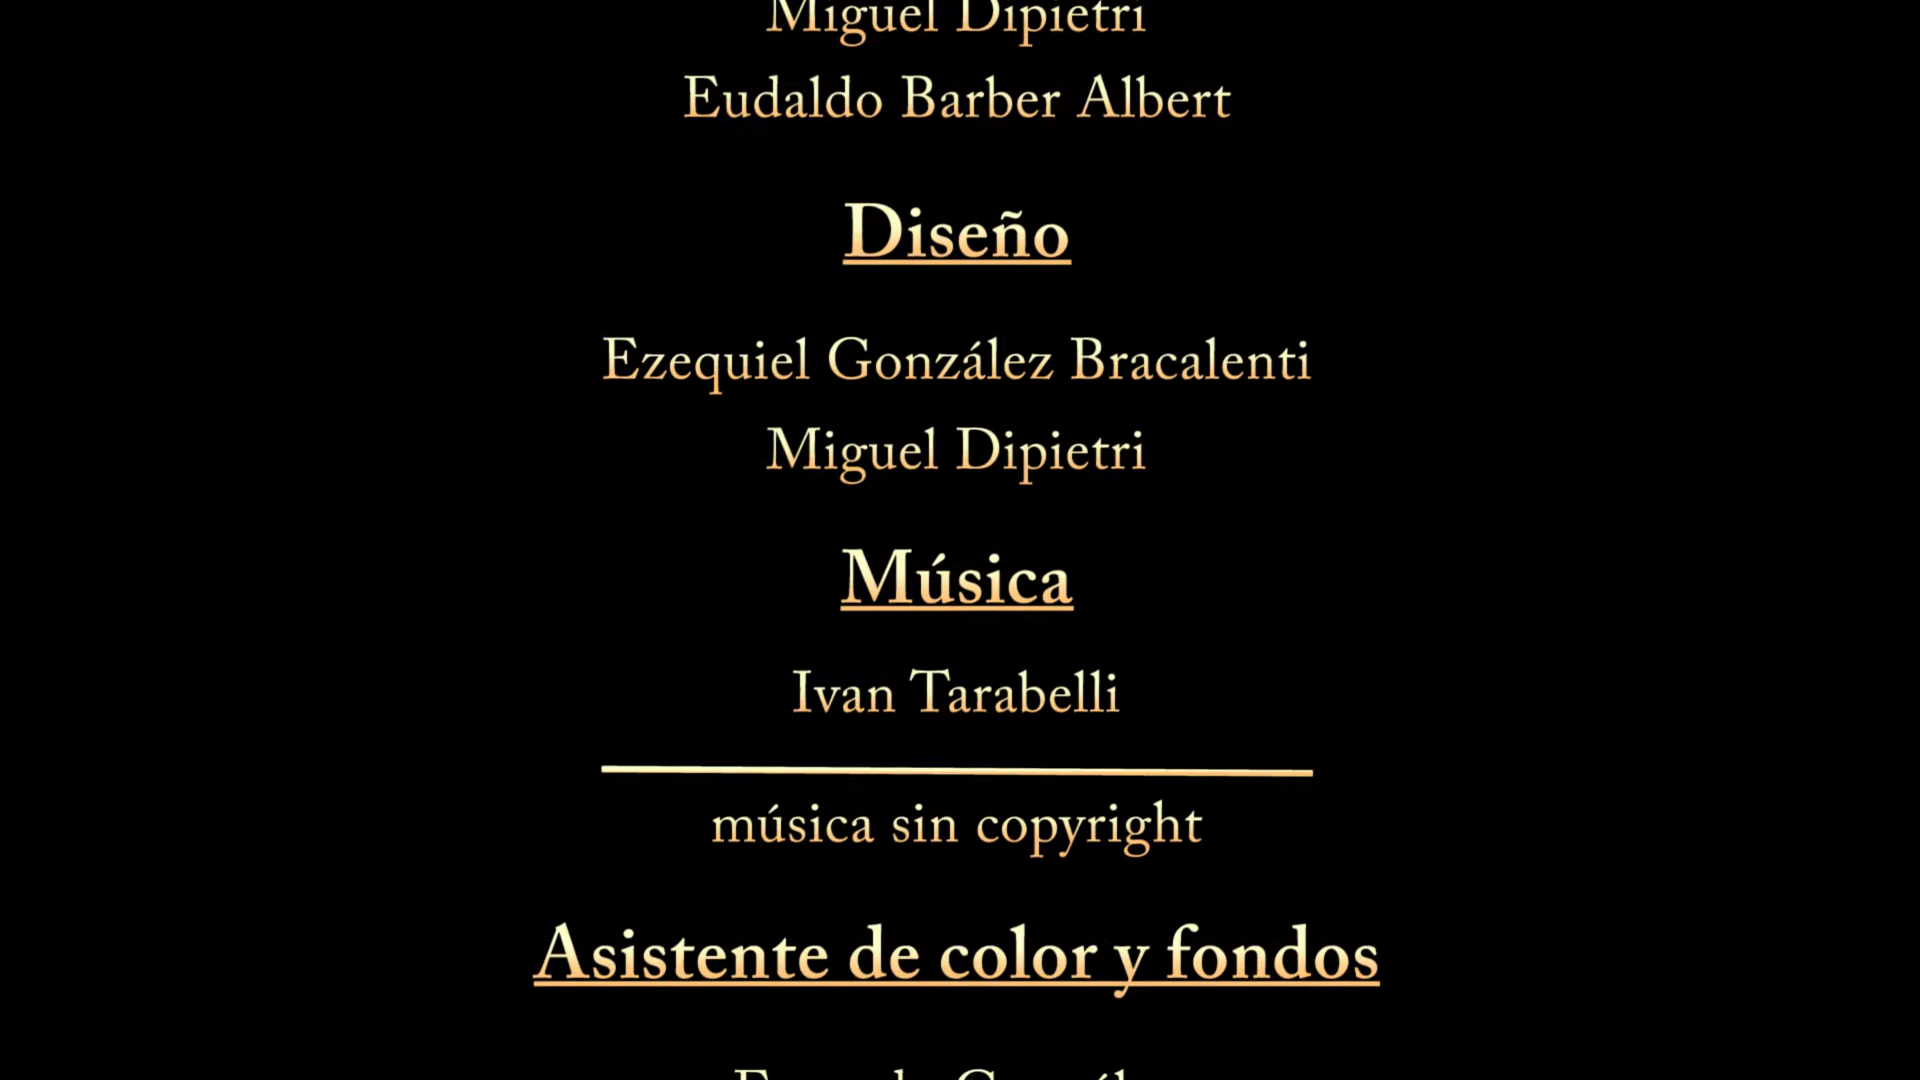 Miguel Dipietri
Eudaldo Barber Albert
Diseño
Ezequiel González Bracalenti
Miguel Dipietri
Música
Ivan Tarabelli
música sin copyright
Asistente de color y fondos